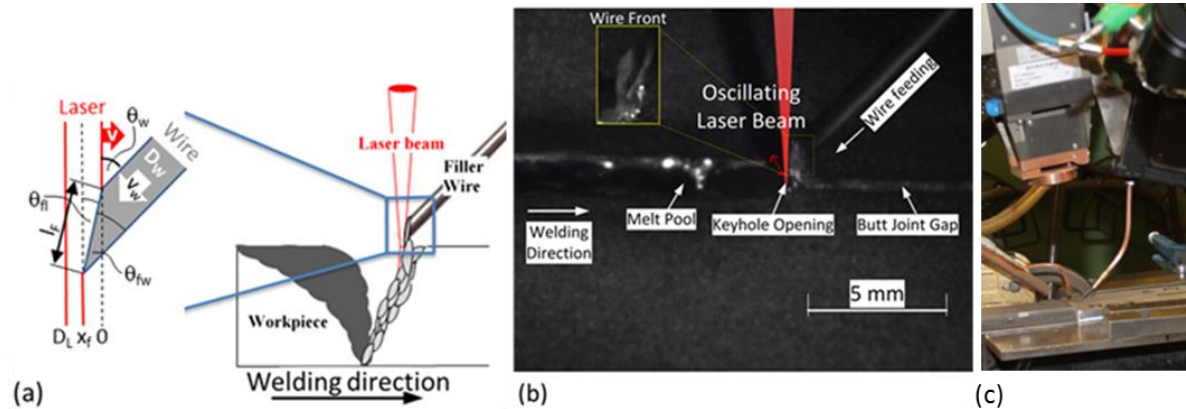 Laser
v
θw
Wire
Dw
vw
θfl
lF
θfw
DL xf 0
(a)
Laser beam
Filler
Wire
Workpiece
Welding direction
Wire Front
Oscillating
Laser Beam
Wire feeding
Melt Pool
Keyhole Opening
Butt Joint Gap
Welding
Direction
5 mm
(b)
(c)